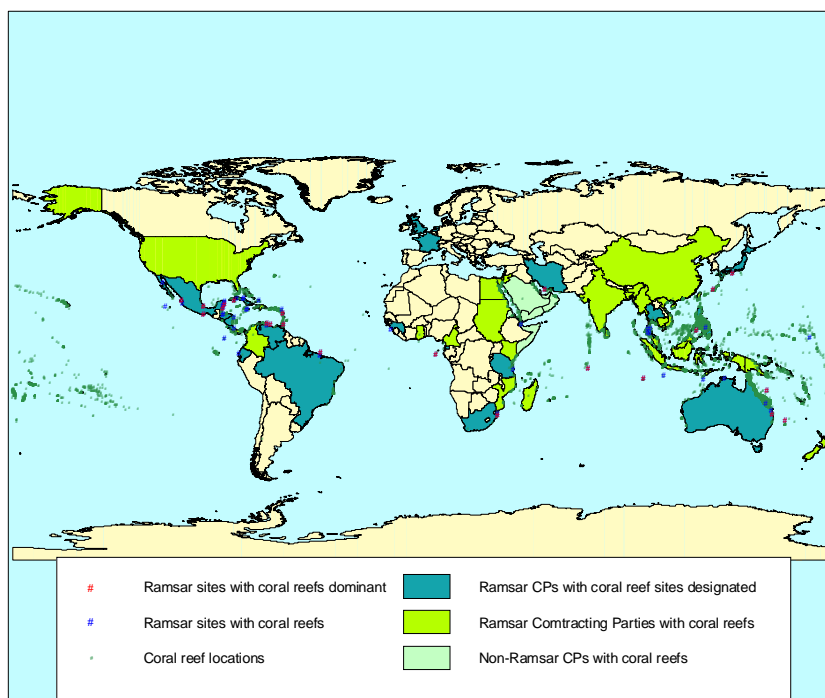 # Ramsar sites with coral reefs dominant
# Ramsar sites with coral reefs
Coral reef locations
Ramsar CPs with coral reef sites designated
Ramsar Comtracting Parties with coral reefs
Non-Ramsar CPs with coral reefs